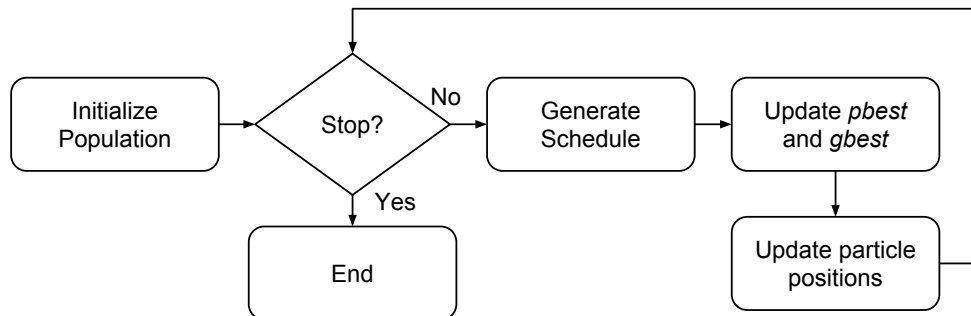 Initialize
Population
Stop?
No
Generate
Schedule
Update pbest
and gbest
Yes
End
Update particle
positions